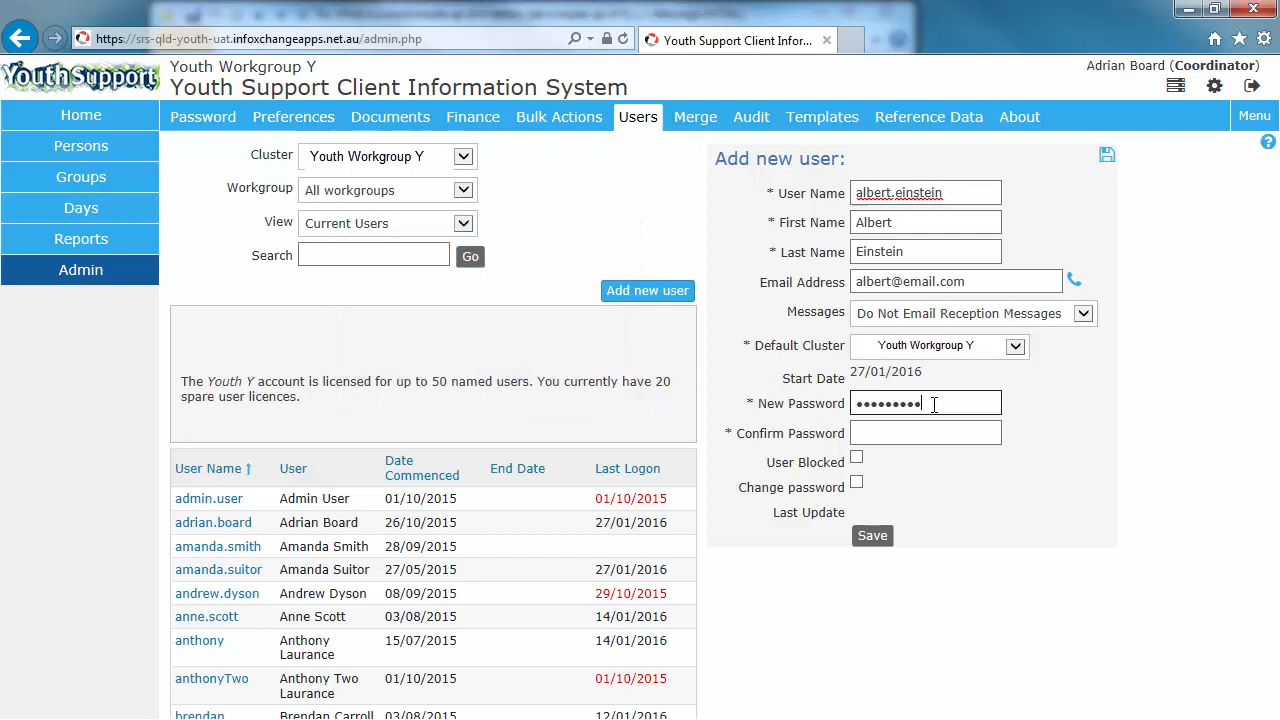 https://srs-qld-youth-uat.infoxchangeapps.net.au/admin.php
Youth Support Client Infor...
YouthSupport
Youth Workgroup Y
Youth Support Client Information System
Adrian Board (Coordinator)
Home
Persons
Groups
Days
Reports
Admin
Password Preferences Documents Finance Bulk Actions Users Merge Audit Templates Reference Data About Menu
Cluster Youth Workgroup Y
Workgroup All workgroups
View Current Users
Search Go
Add new user
The Youth Y account is licensed for up to 50 named users. You currently have 20
spare user licences.
User Name User Date Commenced End Date Last Logon
admin.user Admin User 01/10/2015 01/10/2015
adrian.board Adrian Board 26/10/2015 27/01/2016
amanda.smith Amanda Smith 28/09/2015
amanda.suitor Amanda Suitor 27/05/2015 27/01/2016
andrew.dyson Andrew Dyson 08/09/2015 29/10/2015
anne.scott Anne Scott 03/08/2015 14/01/2016
anthony Anthony Laurance 15/07/2015 14/01/2016
anthonyTwo Anthony Two Laurance 01/10/2015 01/10/2015
brendan Brendan Carroll 03/08/2015 12/01/2016
Add new user:
* User Name albert.einstein
* First Name Albert
* Last Name Einstein
Email Address albert@email.com
Messages Do Not Email Reception Messages
* Default Cluster Youth Workgroup Y
Start Date 27/01/2016
* New Password •••••••••
* Confirm Password
User Blocked
Change password
Last Update
Save